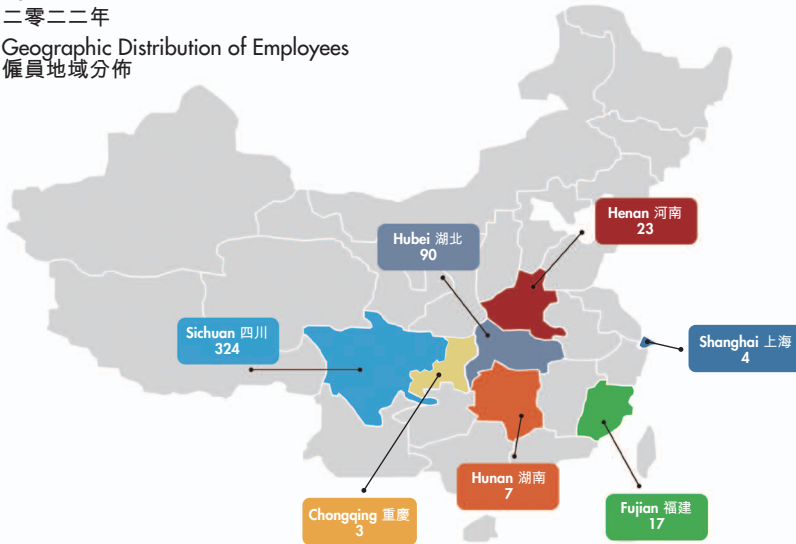 二零二二年
Geographic Distribution of Employees
僱員地域分佈
Henan 河南
23
Hubei 湖北
90
Sichuan 四川
324
Shanghai 上海
4
Hunan 湖南
7
Chongqing 重慶
3
Fujian 福建
17